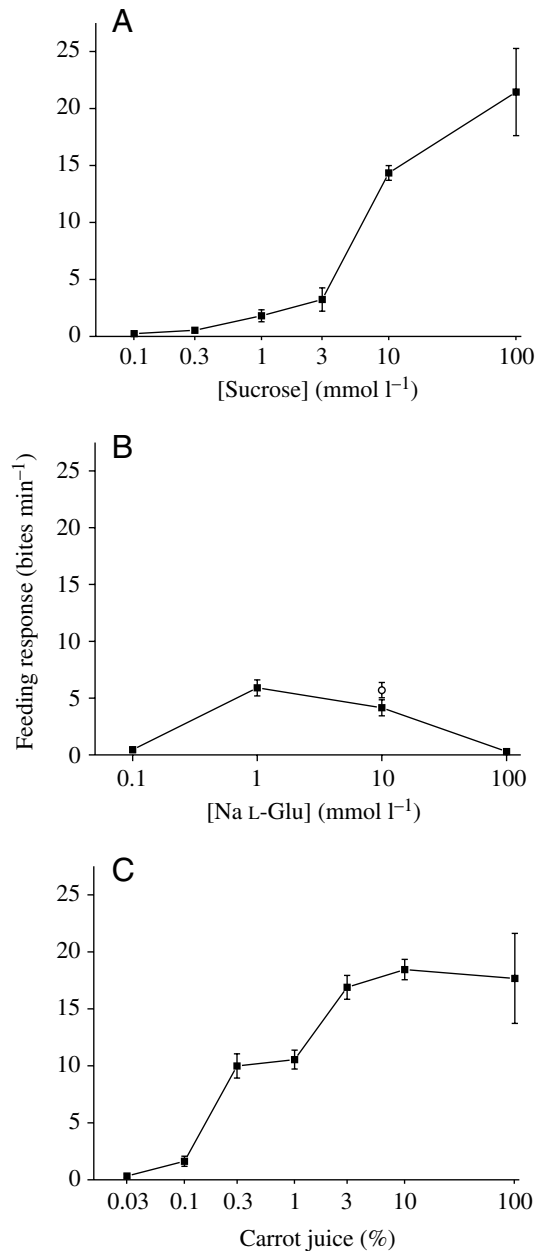 A
25
20
15
10
5
0
0.1 0.3 1 3 10 100
[Sucrose] (mmol l⁻¹)
B
Feeding response (bites min⁻¹)
25
20
15
10
5
0
0.1 1 10 100
[Na L-Glu] (mmol l⁻¹)
C
25
20
15
10
5
0
0.03 0.1 0.3 1 3 10 100
Carrot juice (%)